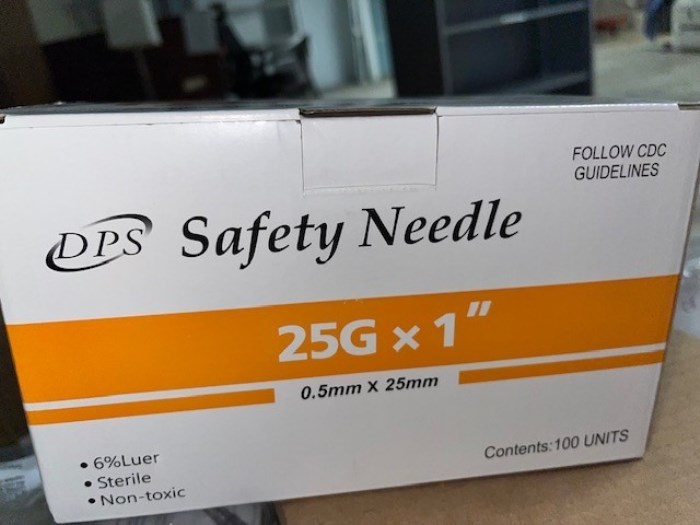 FOLLOW CDC
GUIDELINES
DPS Safety Needle
25G × 1"
0.5mm X 25mm
• 6%Luer
• Sterile
• Non-toxic
Contents:100 UNITS